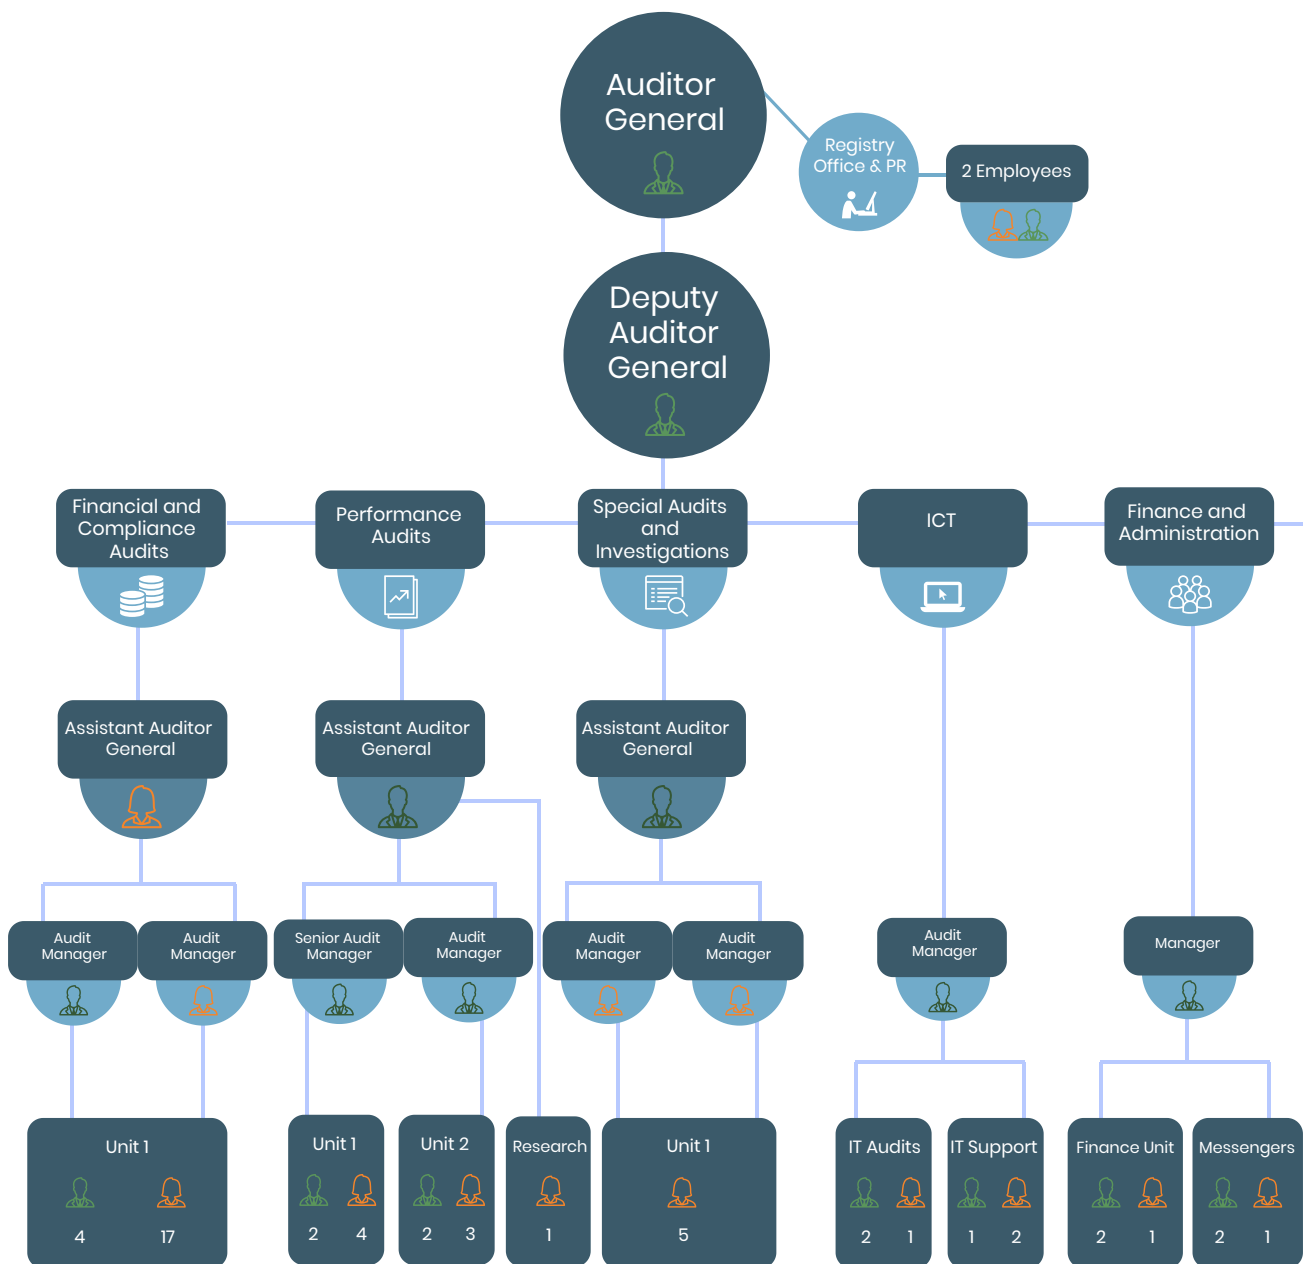 Auditor
General
Registry
Office & PR
2 Employees
Deputy
Auditor
General
Financial and
Compliance
Audits
Performance
Audits
Special Audits
and
Investigations
ICT
Finance and
Administration
Assistant Auditor
General
Assistant Auditor
General
Assistant Auditor
General
Audit
Manager
Audit
Manager
Senior Audit
Manager
Audit
Manager
Audit
Manager
Audit
Manager
Audit
Manager
Manager
Unit 1
4 17
Unit 1
2 4
Unit 2
2 3
Research
1
Unit 1
5
IT Audits
2 1
IT Support
1 2
Finance Unit
2 1
Messengers
2 1